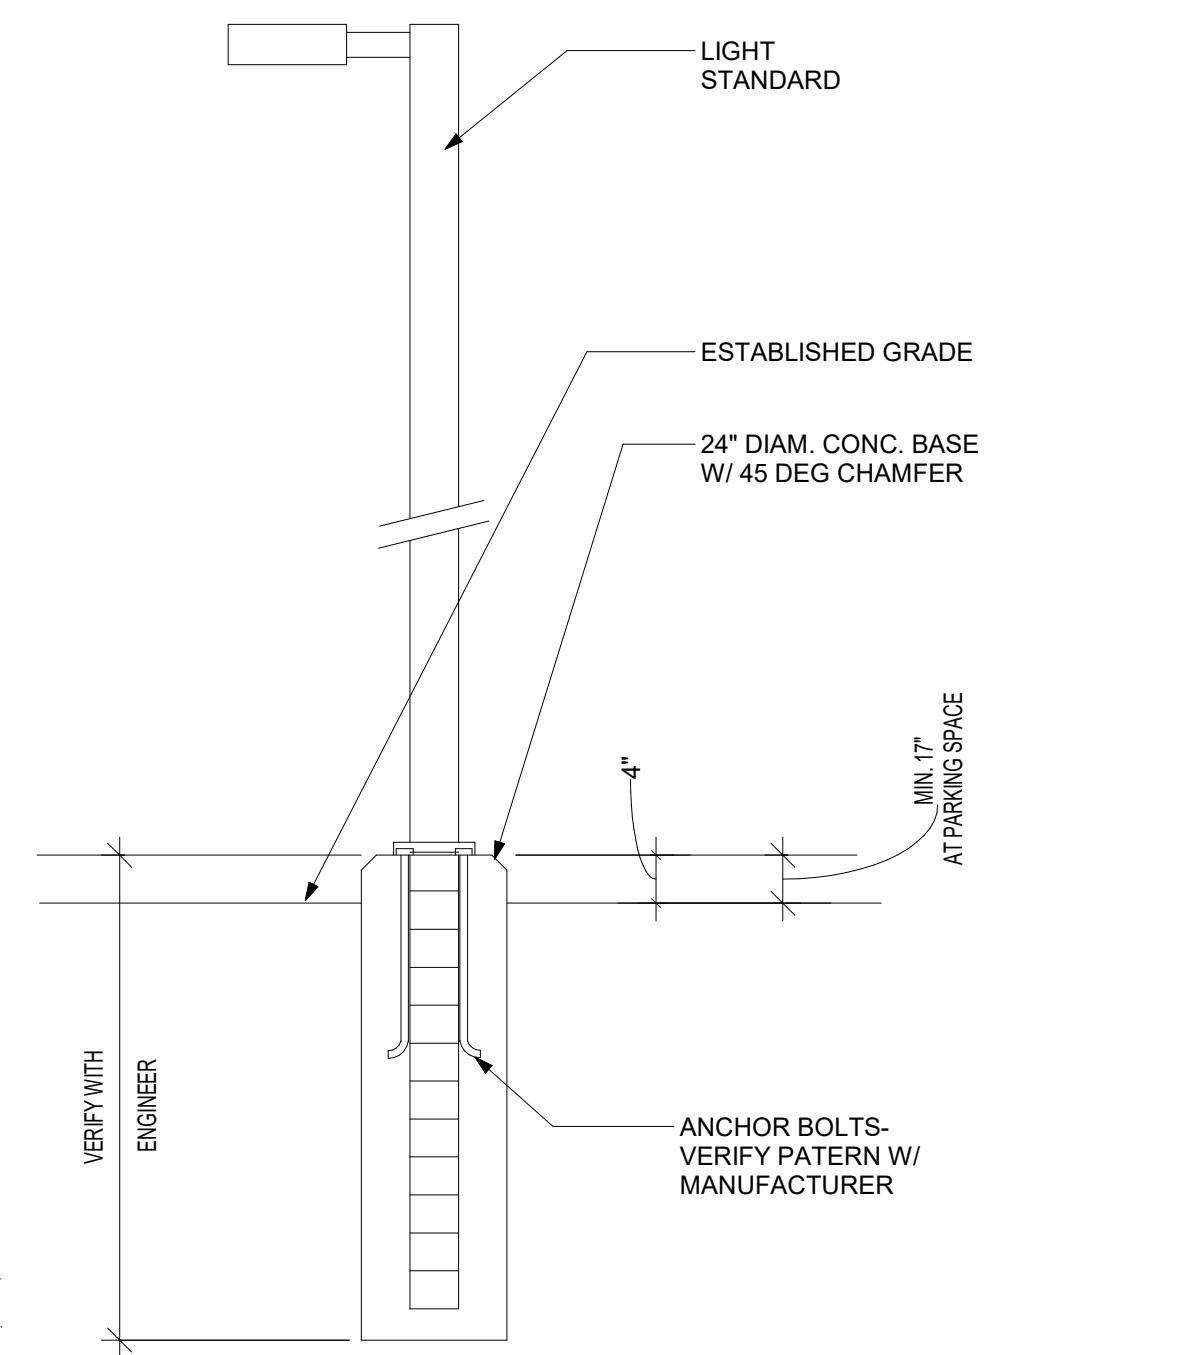 LIGHT
STANDARD
ESTABLISHED GRADE
24" DIAM. CONC. BASE
W/ 45 DEG CHAMFER
4"
MIN. 17"
AT PARKING SPACE
VERIFY WITH
ENGINEER
ANCHOR BOLTS-
VERIFY PATERN W/
MANUFACTURER